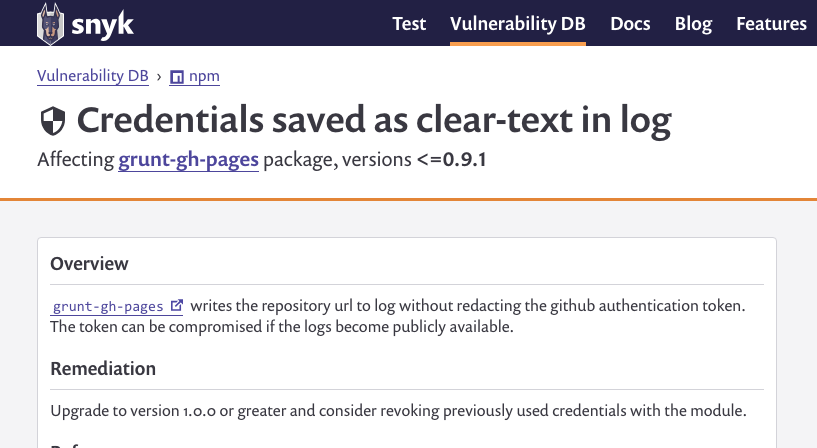 snyk Test Vulnerability DB Docs Blog Features
Vulnerability DB › npm
Credentials saved as clear-text in log
Affecting grunt-gh-pages package, versions <=0.9.1
Overview
grunt-gh-pages writes the repository url to log without redacting the github authentication token.
The token can be compromised if the logs become publicly available.
Remediation
Upgrade to version 1.0.0 or greater and consider revoking previously used credentials with the module.